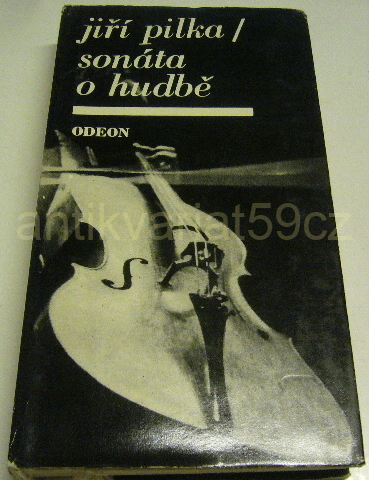 jiří pilka/
sonáta
o hudbě
ODEON
antikvariat59cz